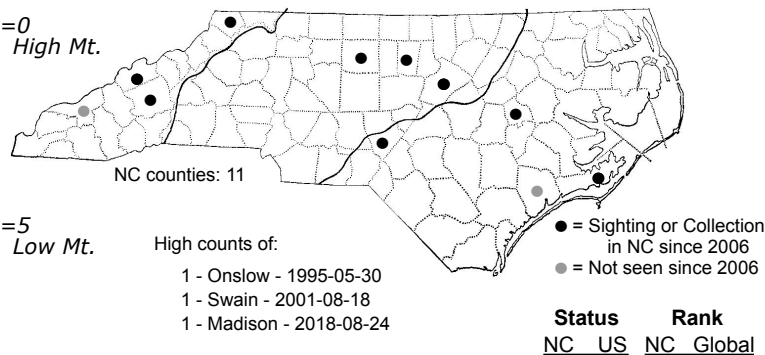 =0
High Mt.
NC counties: 11
=5
Low Mt.
High counts of:
1 - Onslow - 1995-05-30
1 - Swain - 2001-08-18
1 - Madison - 2018-08-24
= Sighting or Collection
in NC since 2006
= Not seen since 2006
Status Rank
NC US NC Global